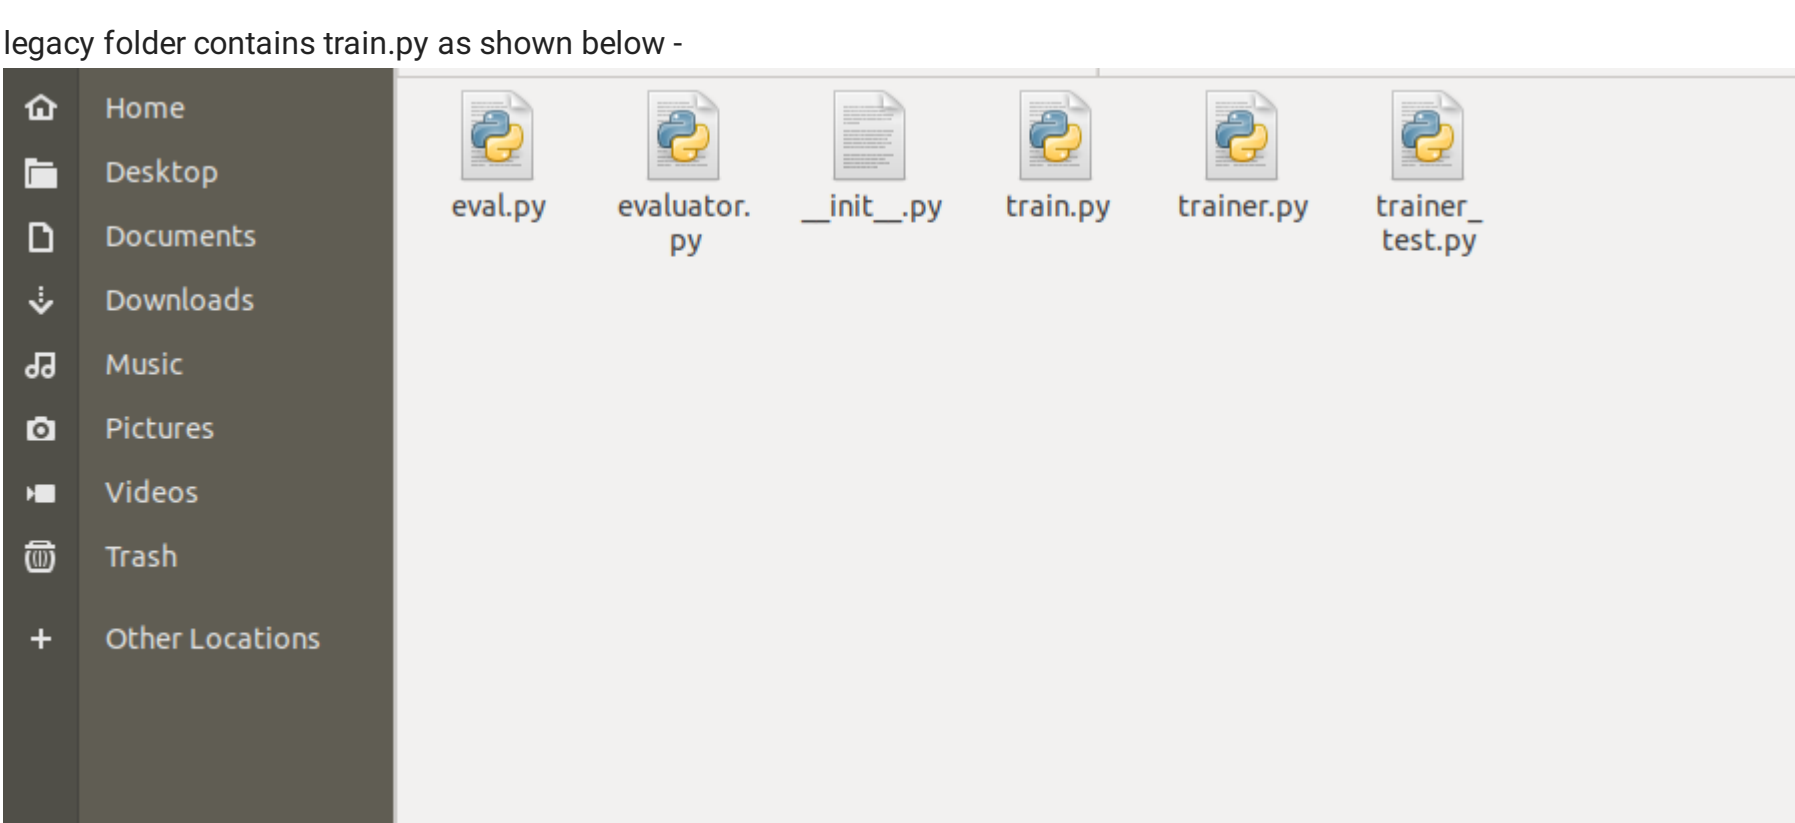 legacy folder contains train.py as shown below -
Home
Desktop
Documents
Downloads
Music
Pictures
Videos
Trash
Other Locations
eval.py
evaluator.
py
__init__.py
train.py
trainer.py
trainer_
test.py